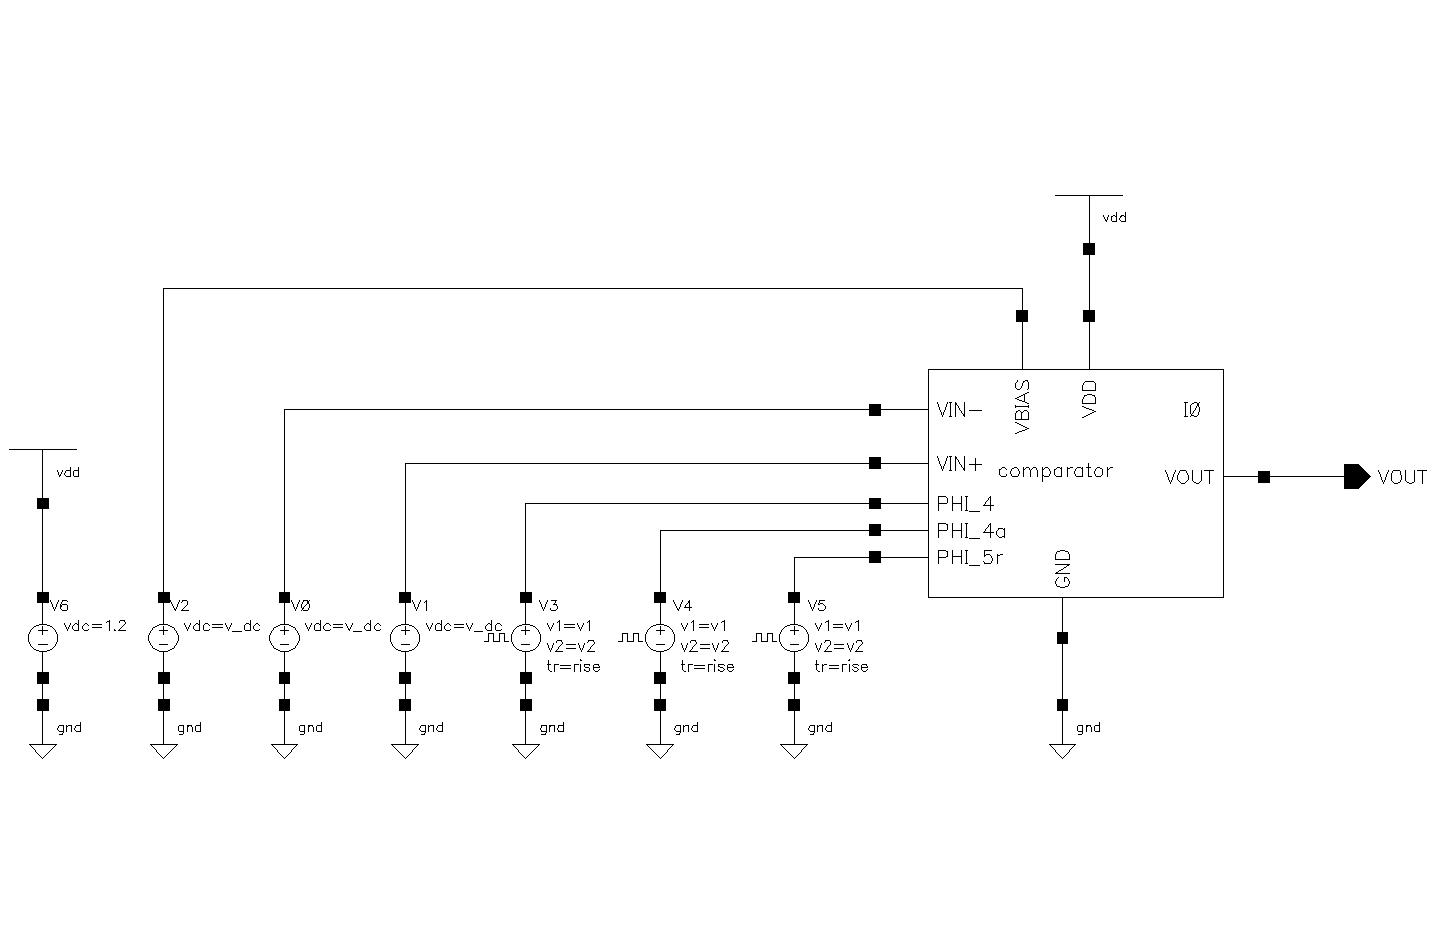 vdd
VBIAS
VDD
IØ
VIN-
VIN+
comparator
VOUT
VOUT
PHI_4
PHI_4a
PHI_5r
GND
vdd
V6
vdc=1.2
V2
vdc=v_dc
VØ
vdc=v_dc
V1
vdc=v_dc
V3
v1=v1
v2=v2
tr=rise
V4
v1=v1
v2=v2
tr=rise
V5
v1=v1
v2=v2
tr=rise
gnd
gnd
gnd
gnd
gnd
gnd
gnd
gnd